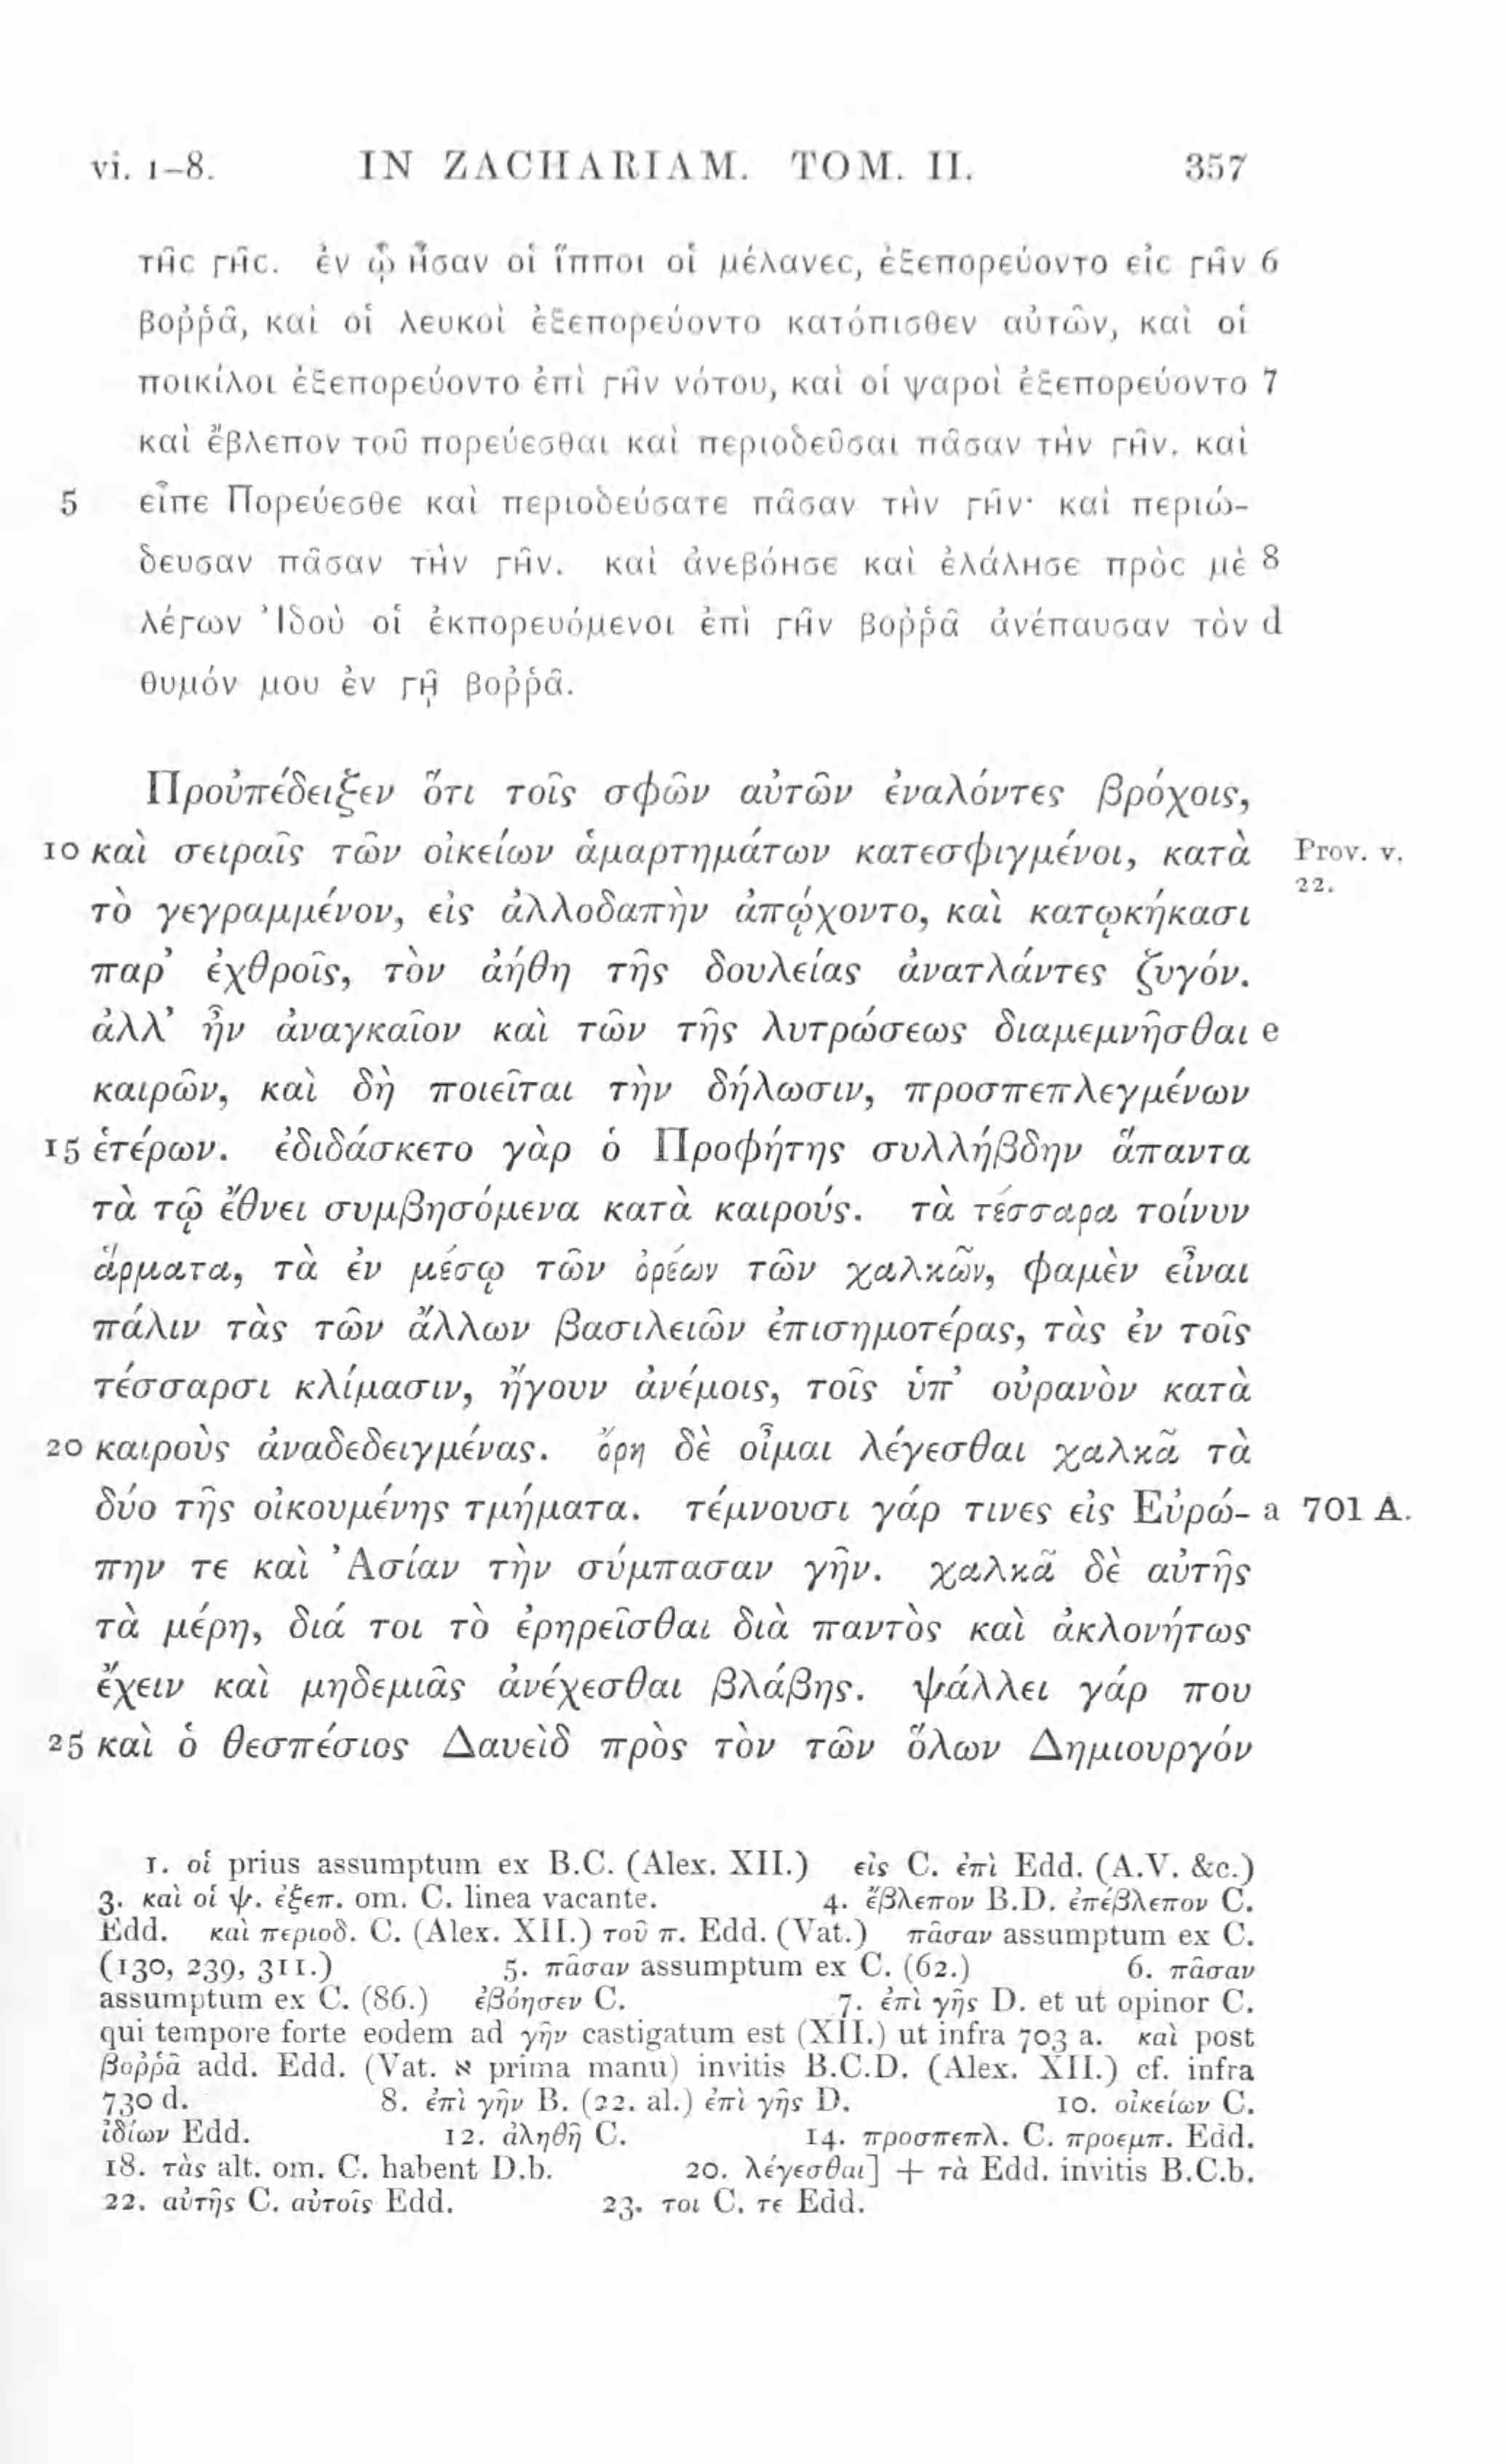 vi. 1–8. IN ZACHARIAM. TOM. II. 357
τῆς γῆς. ἐν ᾧ ἦσαν οἱ ἵπποι οἱ μέλανες, ἐξεπορεύοντο εἰς γῆν 6
βοῤῥᾶ, καὶ οἱ λευκοὶ ἐξεπορεύοντο κατόπισθεν αὐτῶν, καὶ οἱ
ποικίλοι ἐξεπορεύοντο ἐπὶ γῆν νότου, καὶ οἱ ψαροὶ ἐξεπορεύοντο 7
καὶ ἔβλεπον τοῦ πορεύεσθαι καὶ περιοδεῦσαι πᾶσαν τὴν γῆν. καὶ
5 εἶπε Πορεύεσθε καὶ περιοδεύσατε πᾶσαν τὴν γῆν· καὶ περιώ-
δευσαν πᾶσαν τὴν γῆν. καὶ ἀνεβόησε καὶ ἐλάλησε πρὸς μὲ 8
λέγων Ἰδοὺ οἱ ἐκπορευόμενοι ἐπὶ γῆν βοῤῥᾶ ἀνέπαυσαν τὸν d
θυμόν μου ἐν γῇ βοῤῥᾶ.
Προὐπέδειξεν ὅτι τοῖς σφῶν αὐτῶν ἐναλόντες βρόχοις,
10 καὶ σειραῖς τῶν οἰκείων ἁμαρτημάτων κατεσφιγμένοι, κατὰ Prov. v.
22.
τὸ γεγραμμένον, εἰς ἀλλοδαπὴν ἀπῴχοντο, καὶ κατῳκήκασι
παρ’ ἐχθροῖς, τὸν ἀήθη τῆς δουλείας ἀνατλάντες ζυγόν.
ἀλλ’ ἦν ἀναγκαῖον καὶ τῶν τῆς λυτρώσεως διαμεμνῆσθαι e
καιρῶν, καὶ δὴ ποιεῖται τὴν δήλωσιν, προσπεπλεγμένων
15 ἑτέρων. ἐδιδάσκετο γὰρ ὁ Προφήτης συλλήβδην ἅπαντα
τὰ τῷ ἔθνει συμβησόμενα κατὰ καιρούς. τὰ τέσσαρα τοίνυν
ἅρματα, τὰ ἐν μέσῳ τῶν ὀρέων τῶν χαλκῶν, φαμὲν εἶναι
πάλιν τὰς τῶν ἄλλων βασιλειῶν ἐπισημοτέρας, τὰς ἐν τοῖς
τέσσαρσι κλίμασιν, ἤγουν ἀνέμοις, τοῖς ὑπ’ οὐρανὸν κατὰ
20 καιροὺς ἀναδεδειγμένας. ὄρη δὲ οἶμαι λέγεσθαι χαλκᾶ τὰ
δύο τῆς οἰκουμένης τμήματα. τέμνουσι γάρ τινες εἰς Εὐρώ- a 701 A.
πην τε καὶ Ἀσίαν τὴν σύμπασαν γῆν. χαλκᾶ δὲ αὐτῆς
τὰ μέρη, διά τοι τὸ ἐρηρεῖσθαι διὰ παντὸς καὶ ἀκλονήτως
ἔχειν καὶ μηδεμιᾶς ἀνέχεσθαι βλάβης. ψάλλει γάρ που
25 καὶ ὁ θεσπέσιος Δαυεὶδ πρὸς τὸν τῶν ὅλων Δημιουργόν
1. οἱ prius assumptum ex B.C. (Alex. XII.) εἰς C. ἐπὶ Edd. (A.V. &c.)
3. καὶ οἱ ψ. ἐξεπ. om. C. linea vacante. 4. ἔβλεπον B.D. ἐπέβλεπον C.
Edd. καὶ περιοδ. C. (Alex. XII.) τοῦ π. Edd. (Vat.) πᾶσαν assumptum ex C.
(130, 239, 311.) 5. πᾶσαν assumptum ex C. (62.) 6. πᾶσαν
assumptum ex C. (86.) ἐβόησεν C. 7. ἐπὶ γῆς D. et ut opinor C.
qui tempore forte eodem ad γῆν castigatum est (XII.) ut infra 703 a. καὶ post
βοῤῥᾶ add. Edd. (Vat. א prima manu) invitis B.C.D. (Alex. XII.) cf. infra
730 d. 8. ἐπὶ γῆν B. (22. al.) ἐπὶ γῆς D. 10. οἰκείων C.
ἰδίων Edd. 12. ἀληθῆ C. 14. προσπεπλ. C. προεμπ. Edd.
18. τὰς alt. om. C. habent D.b. 20. λέγεσθαι] + τὰ Edd. invitis B.C.b.
22. αὐτῆς C. αὐτοῖς Edd. 23. τοι C. τε Edd.